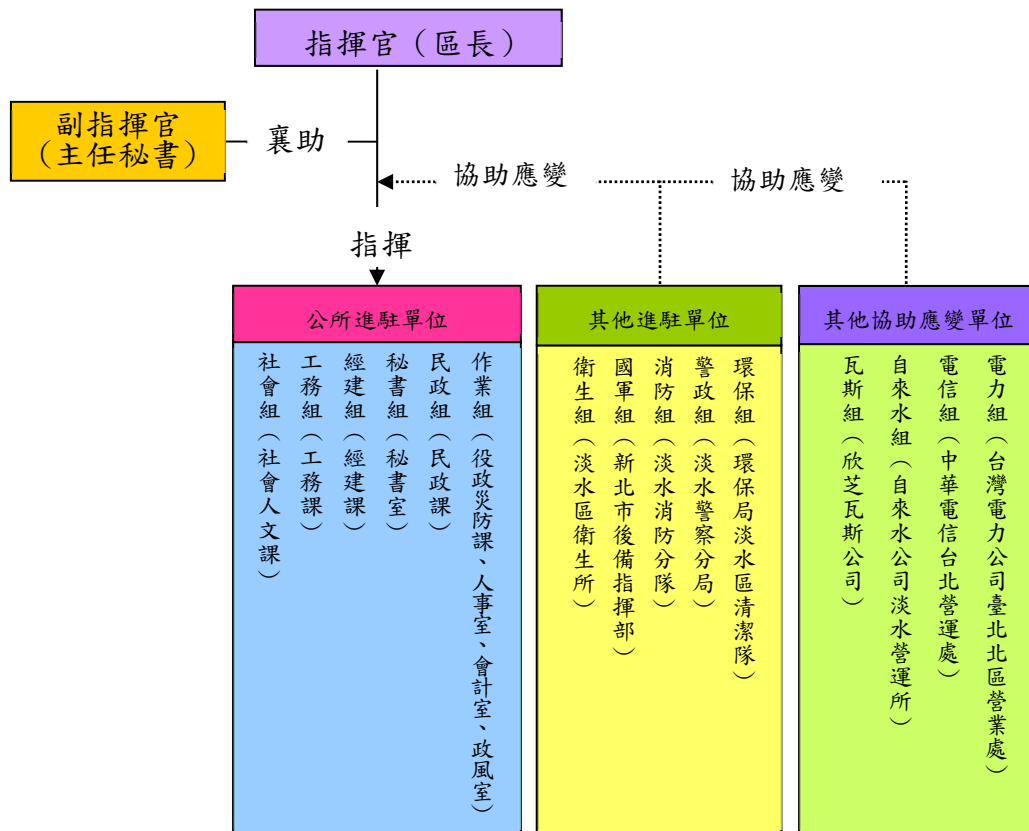 指揮官（區長）
副指揮官
（主任秘書）
襄助
協助應變
協助應變
指揮
公所進駐單位
作業組（役政災防課、人事室、會計室、政風室）
民政組（民政課）
秘書組（秘書室）
經建組（經建課）
工務組（工務課）
社會組（社會人文課）
其他進駐單位
環保組（環保局淡水區清潔隊）
警政組（淡水警察分局）
消防組（淡水消防分隊）
國軍組（新北市後備指揮部）
衛生組（淡水區衛生所）
其他協助應變單位
電力組（台灣電力公司臺北北區營業處）
電信組（中華電信台北營運處）
自來水組（自來水公司淡水營運所）
瓦斯組（欣芝瓦斯公司）